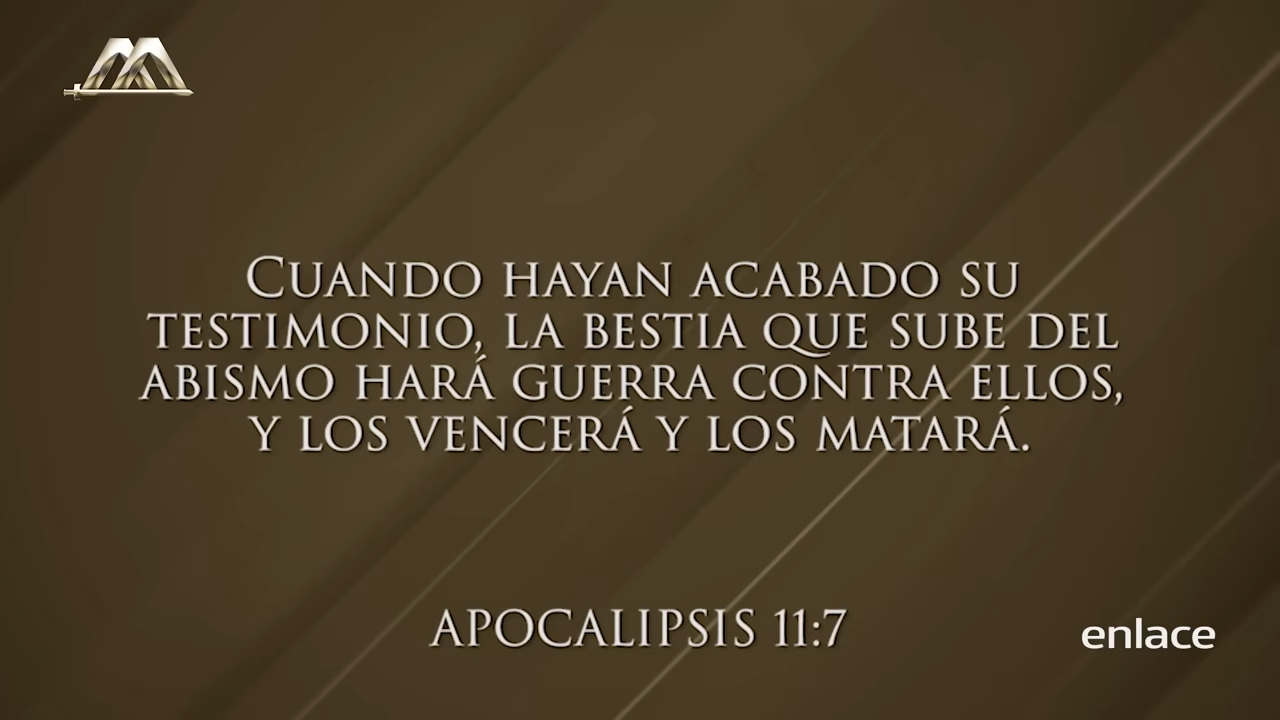 CUANDO HAYAN ACABADO SU
TESTIMONIO, LA BESTIA QUE SUBE DEL
ABISMO HARÁ GUERRA CONTRA ELLOS,
Y LOS VENCERÁ Y LOS MATARÁ.
APOCALIPSIS 11:7
enlace